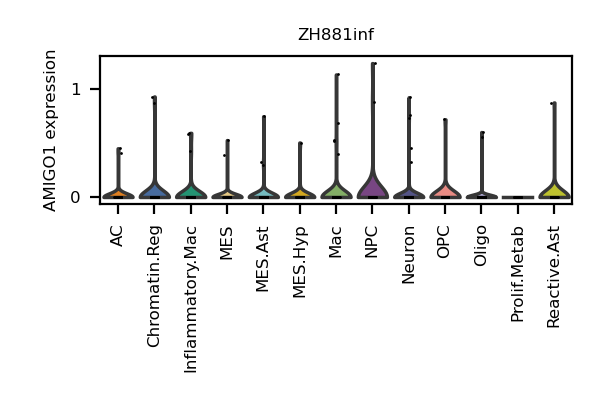 ZH881inf
AMIGO1 expression
1
0
AC
Chromatin.Reg
Inflammatory.Mac
MES
MES.Ast
MES.Hyp
Mac
NPC
Neuron
OPC
Oligo
Prolif.Metab
Reactive.Ast